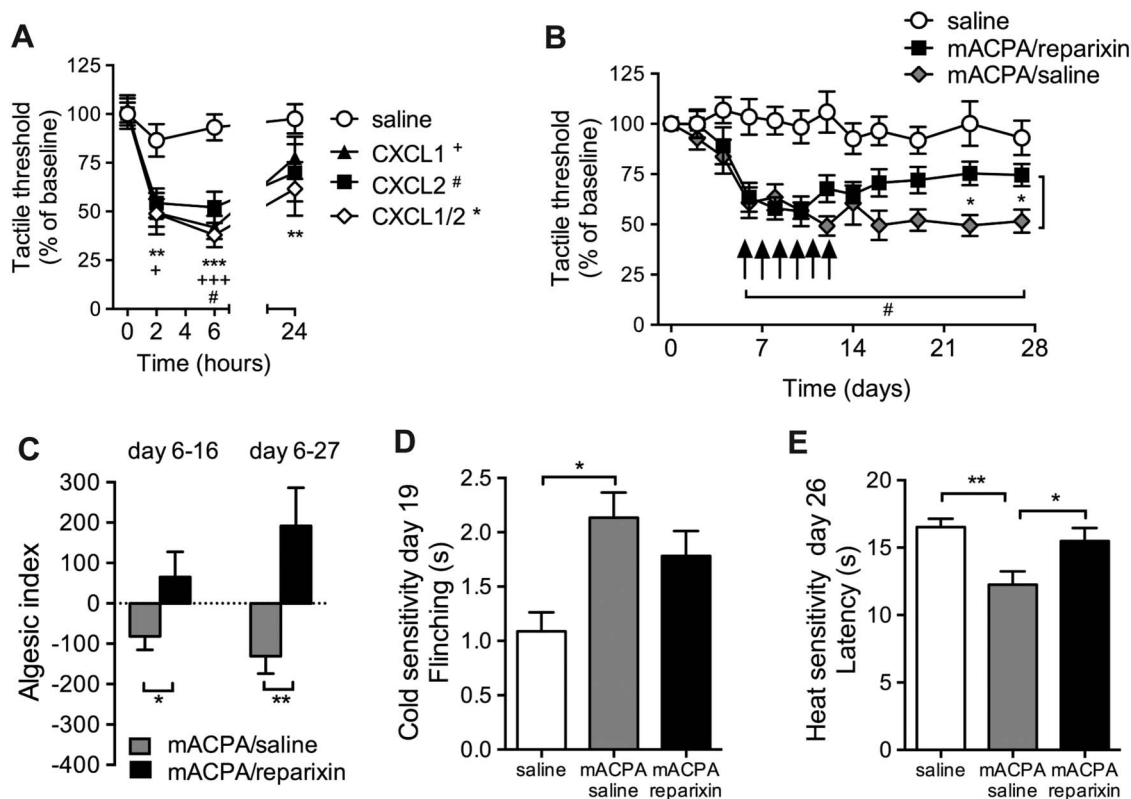 A
Tactile threshold
(% of baseline)
125
100
75
50
25
0
0 2 4 6 24
Time (hours)
saline
CXCL1 +
CXCL2 #
CXCL1/2 *
**
+
***
+++
#
**
B
saline
mACPA/reparixin
mACPA/saline
Tactile threshold
(% of baseline)
125
100
75
50
25
0
0 7 14 21 28
Time (days)
* *
#
C
day 6-16 day 6-27
Algesic index
300
200
100
0
-100
-200
-300
-400
* **
mACPA/saline
mACPA/reparixin
D
Cold sensitivity day 19
Flinching (s)
2.5
2.0
1.5
1.0
0.5
0.0
*
saline mACPA mACPA
saline reparixin
E
Heat sensitivity day 26
Latency (s)
20
15
10
5
0
** *
saline mACPA mACPA
saline reparixin